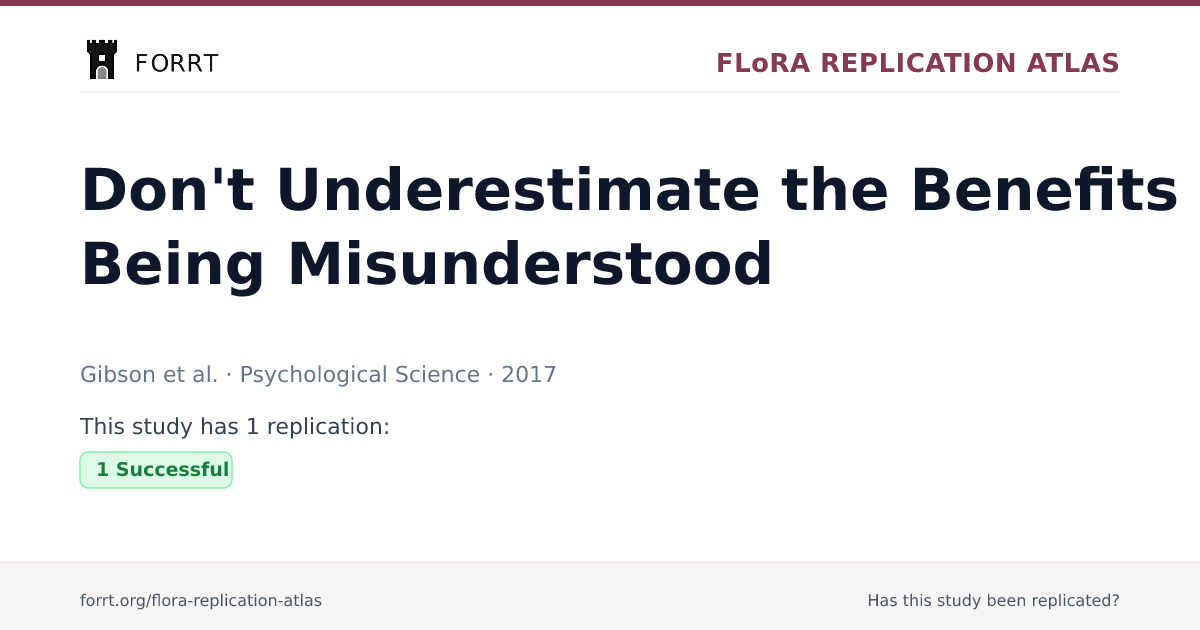 FORRT
FLoRA REPLICATION ATLAS
Don't Underestimate the Benefits
Being Misunderstood
Gibson et al. · Psychological Science · 2017
This study has 1 replication:
1 Successful
forrt.org/flora-replication-atlas
Has this study been replicated?